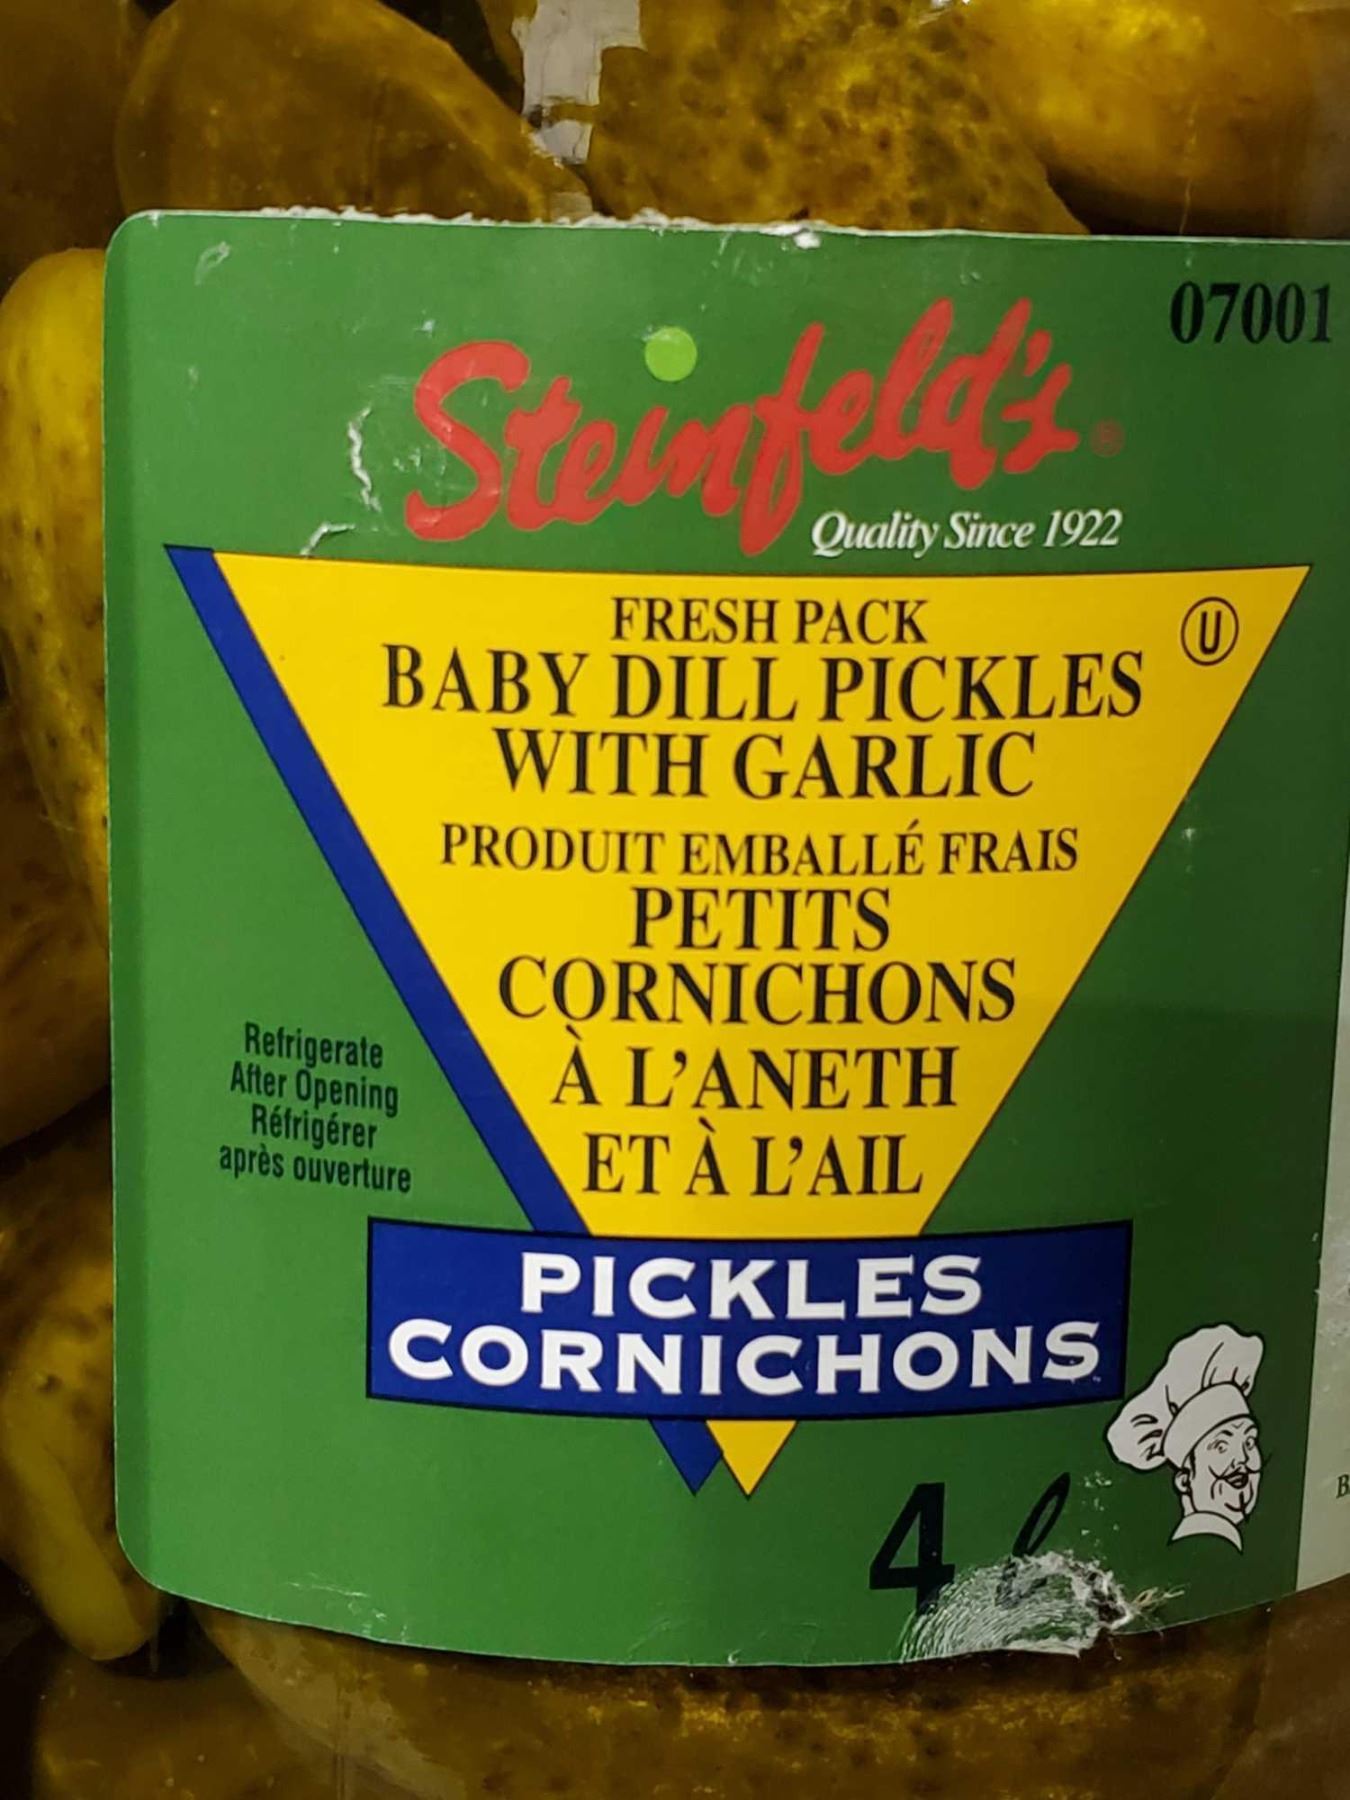 07001
Steinfeld's®
Quality Since 1922
FRESH PACK
BABY DILL PICKLES
WITH GARLIC
U
PRODUIT EMBALLÉ FRAIS
PETITS
CORNICHONS
À L'ANETH
ET À L'AIL
Refrigerate
After Opening
Réfrigérer
après ouverture
PICKLES
CORNICHONS
4 ℓ
B